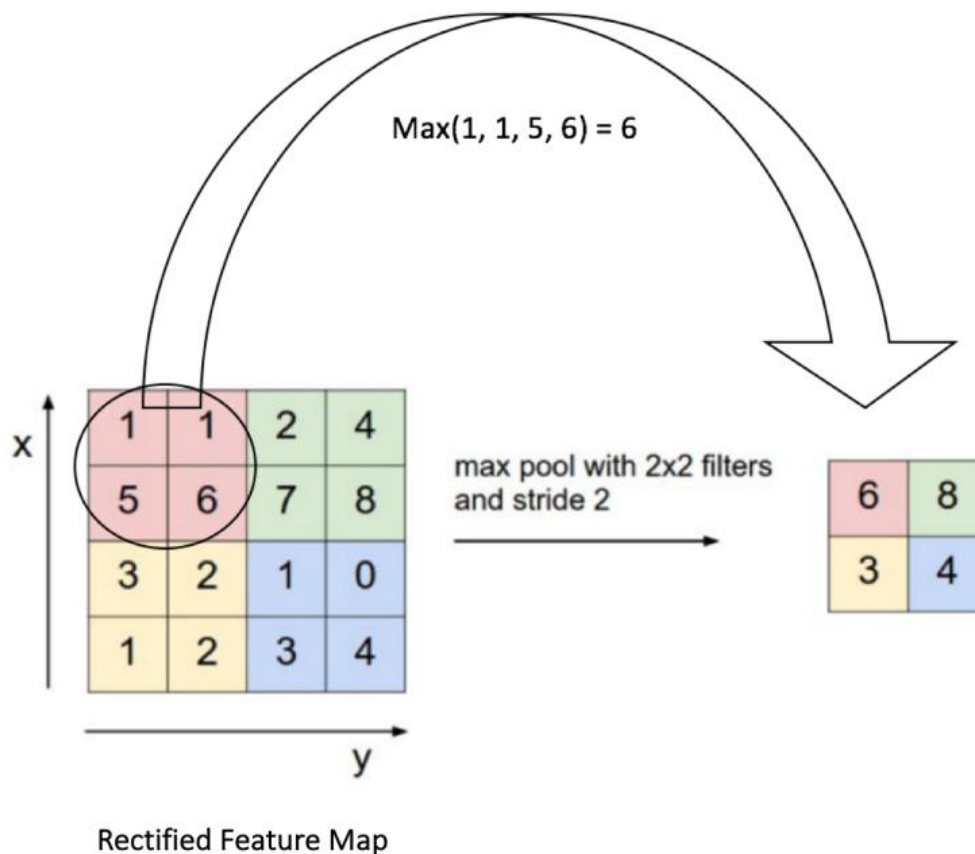 Max(1, 1, 5, 6) = 6
x
1 1 2 4
5 6 7 8
3 2 1 0
1 2 3 4
y
max pool with 2x2 filters
and stride 2
6 8
3 4
Rectified Feature Map